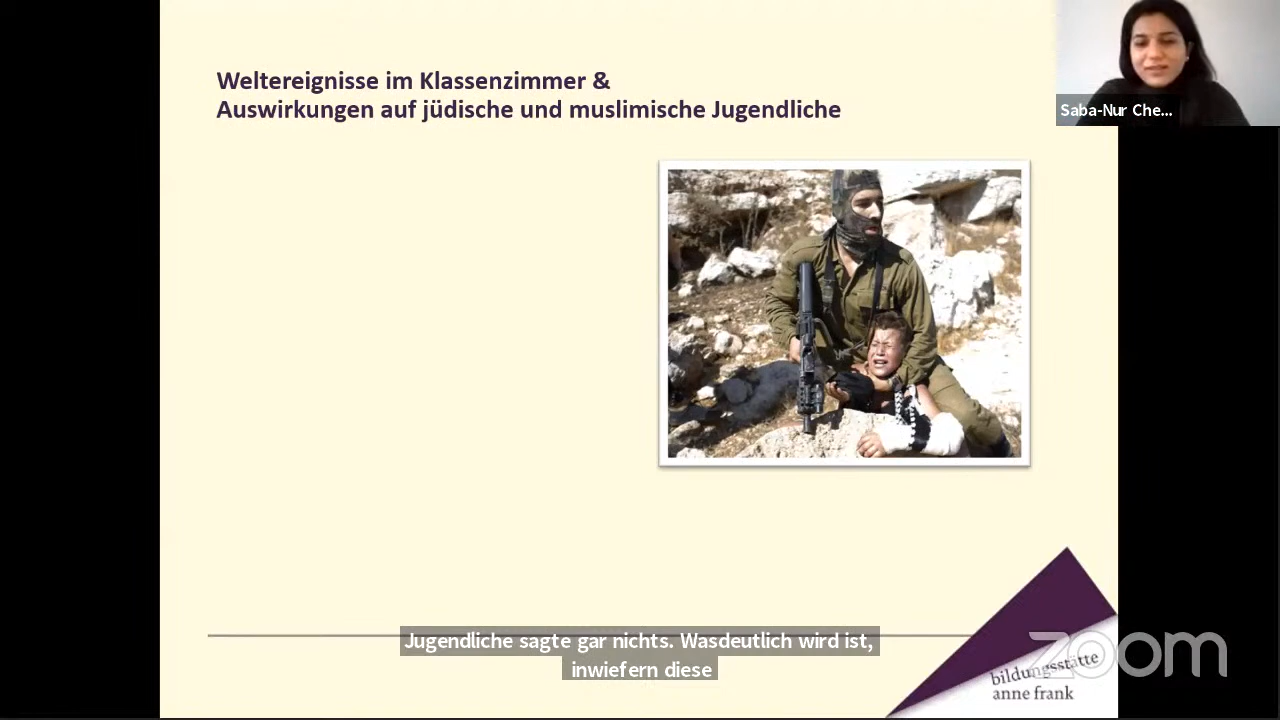 Weltereignisse im Klassenzimmer &
Auswirkungen auf jüdische und muslimische Jugendliche
Saba-Nur Che...
Jugendliche sagte gar nichts. Wasdeutlich wird ist,
inwiefern diese
zoom
bildungsstätte
anne frank